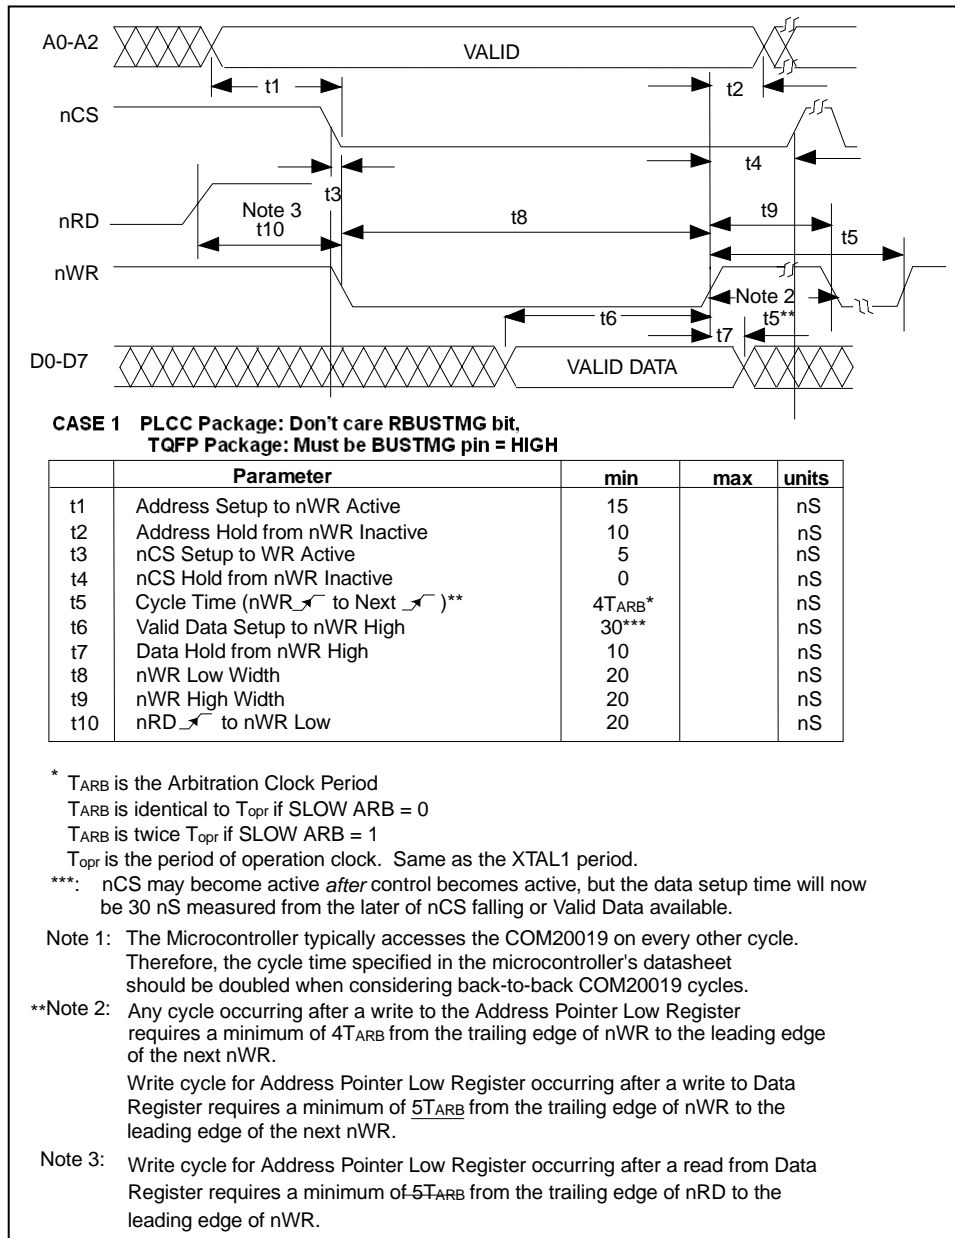 A0-A2
VALID
t1
t2
nCS
t4
t3
nRD
Note 3
t10
t8
t9
t5
nWR
Note 2
t5**
t6
t7
D0-D7
VALID DATA
CASE 1 PLCC Package: Don't care RBUSTMG bit,
TQFP Package: Must be BUSTMG pin = HIGH
Parameter min max units
t1 Address Setup to nWR Active 15 nS
t2 Address Hold from nWR Inactive 10 nS
t3 nCS Setup to WR Active 5 nS
t4 nCS Hold from nWR Inactive 0 nS
t5 Cycle Time (nWR to Next )** 4TARB* nS
t6 Valid Data Setup to nWR High 30*** nS
t7 Data Hold from nWR High 10 nS
t8 nWR Low Width 20 nS
t9 nWR High Width 20 nS
t10 nRD to nWR Low 20 nS
* TARB is the Arbitration Clock Period
TARB is identical to Topr if SLOW ARB = 0
TARB is twice Topr if SLOW ARB = 1
Topr is the period of operation clock. Same as the XTAL1 period.
***: nCS may become active after control becomes active, but the data setup time will now
be 30 nS measured from the later of nCS falling or Valid Data available.
Note 1: The Microcontroller typically accesses the COM20019 on every other cycle.
Therefore, the cycle time specified in the microcontroller's datasheet
should be doubled when considering back-to-back COM20019 cycles.
**Note 2: Any cycle occurring after a write to the Address Pointer Low Register
requires a minimum of 4TARB from the trailing edge of nWR to the leading edge
of the next nWR.
Write cycle for Address Pointer Low Register occurring after a write to Data
Register requires a minimum of 5TARB from the trailing edge of nWR to the
leading edge of the next nWR.
Note 3: Write cycle for Address Pointer Low Register occurring after a read from Data
Register requires a minimum of 5TARB from the trailing edge of nRD to the
leading edge of nWR.